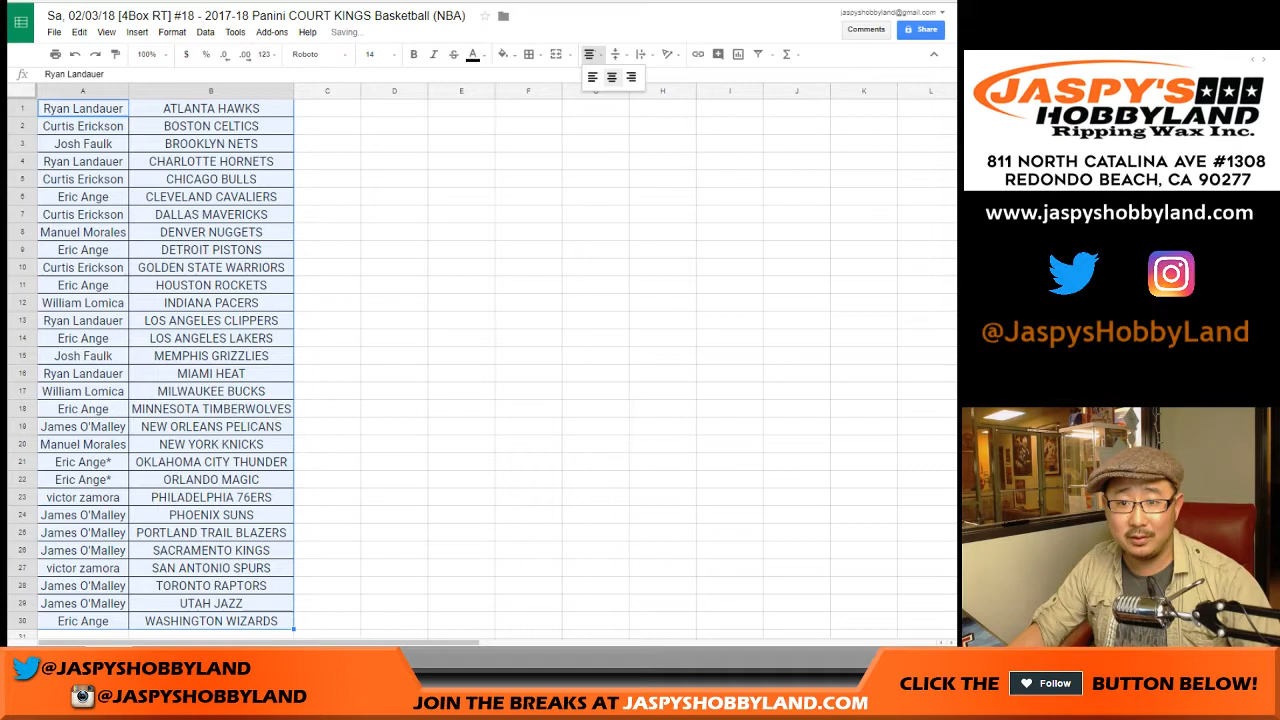 Sa, 02/03/18 [4Box RT] #18 - 2017-18 Panini COURT KINGS Basketball (NBA)
jaspyshobbyland@gmail.com
File Edit View Insert Format Data Tools Add-ons Help Saving...
Comments
Share
100% $ % .0 .00 123 Roboto 14 B I S A
fx Ryan Landauer
A B C D E F G H I J K L
1 Ryan Landauer ATLANTA HAWKS
2 Curtis Erickson BOSTON CELTICS
3 Josh Faulk BROOKLYN NETS
4 Ryan Landauer CHARLOTTE HORNETS
5 Curtis Erickson CHICAGO BULLS
6 Eric Ange CLEVELAND CAVALIERS
7 Curtis Erickson DALLAS MAVERICKS
8 Manuel Morales DENVER NUGGETS
9 Eric Ange DETROIT PISTONS
10 Curtis Erickson GOLDEN STATE WARRIORS
11 Eric Ange HOUSTON ROCKETS
12 William Lomica INDIANA PACERS
13 Ryan Landauer LOS ANGELES CLIPPERS
14 Eric Ange LOS ANGELES LAKERS
15 Josh Faulk MEMPHIS GRIZZLIES
16 Ryan Landauer MIAMI HEAT
17 William Lomica MILWAUKEE BUCKS
18 Eric Ange MINNESOTA TIMBERWOLVES
19 James O'Malley NEW ORLEANS PELICANS
20 Manuel Morales NEW YORK KNICKS
21 Eric Ange* OKLAHOMA CITY THUNDER
22 Eric Ange* ORLANDO MAGIC
23 victor zamora PHILADELPHIA 76ERS
24 James O'Malley PHOENIX SUNS
25 James O'Malley PORTLAND TRAIL BLAZERS
26 James O'Malley SACRAMENTO KINGS
27 victor zamora SAN ANTONIO SPURS
28 James O'Malley TORONTO RAPTORS
29 James O'Malley UTAH JAZZ
30 Eric Ange WASHINGTON WIZARDS
JASPY'S
HOBBYLAND
Ripping Wax Inc.
811 NORTH CATALINA AVE #1308
REDONDO BEACH, CA 90277
www.jaspyshobbyland.com
@JaspysHobbyLand
@JASPYSHOBBYLAND
@JASPYSHOBBYLAND
JOIN THE BREAKS AT JASPYSHOBBYLAND.COM
CLICK THE Follow BUTTON BELOW!